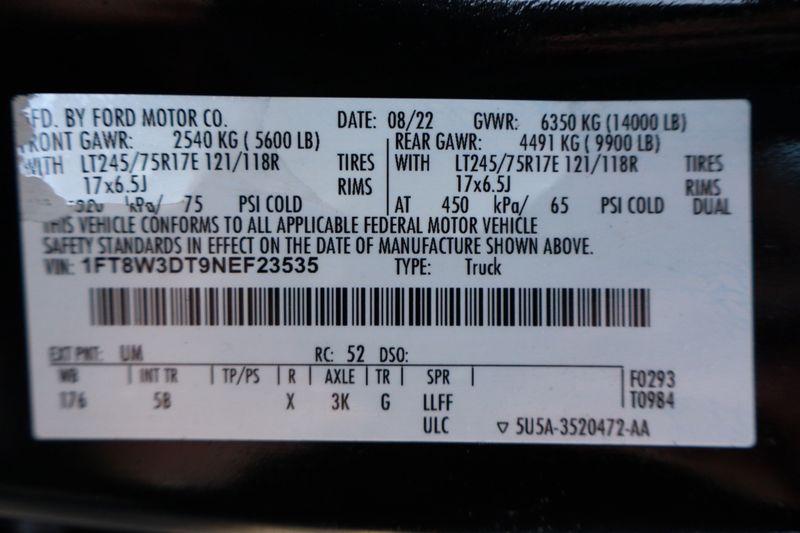 FD. BY FORD MOTOR CO. DATE: 08/22 GVWR: 6350 KG (14000 LB)
FRONT GAWR: 2540 KG ( 5600 LB) REAR GAWR: 4491 KG ( 9900 LB)
WITH LT245/75R17E 121/118R TIRES WITH LT245/75R17E 121/118R TIRES
17x6.5J RIMS 17x6.5J RIMS
kPa/ 75 PSI COLD AT 450 kPa/ 65 PSI COLD DUAL
THIS VEHICLE CONFORMS TO ALL APPLICABLE FEDERAL MOTOR VEHICLE
SAFETY STANDARDS IN EFFECT ON THE DATE OF MANUFACTURE SHOWN ABOVE.
VIN: 1FT8W3DT9NEF23535 TYPE: Truck
EXT PNT: UM RC: 52 DSO:
WB INT TR TP/PS R AXLE TR SPR F0293
176 5B X 3K G LLFF T0984
ULC 5U5A-3520472-AA